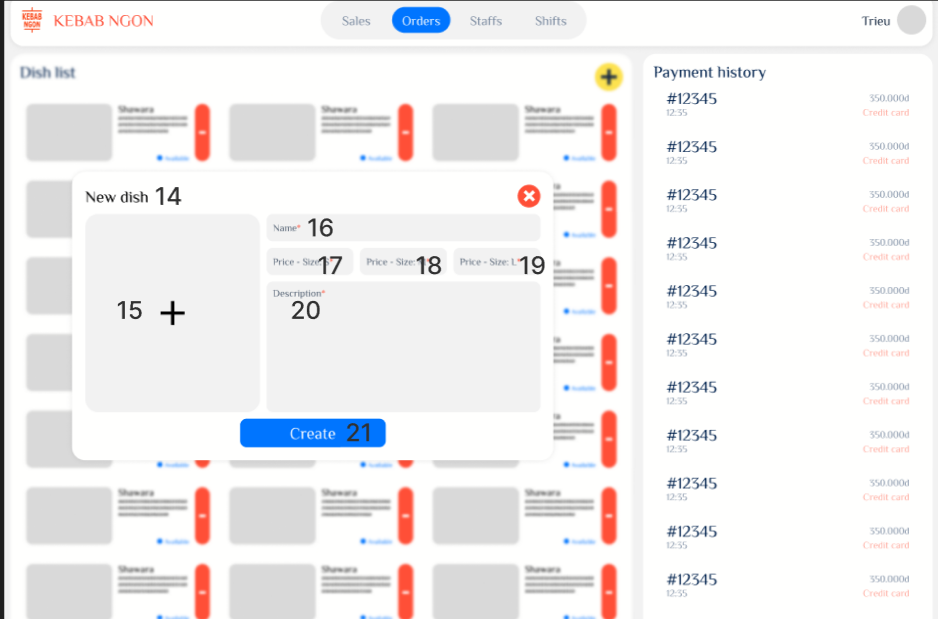 KEBAB
NGON
KEBAB NGON
Sales
Orders
Staffs
Shifts
Trieu
Dish list
Payment history
Shawara
Shawara
Shawara
Available
Available
Available
#12345
350.000đ
12:35
Credit card
#12345
350.000đ
12:35
Credit card
#12345
350.000đ
12:35
Credit card
#12345
350.000đ
12:35
Credit card
#12345
350.000đ
12:35
Credit card
#12345
350.000đ
12:35
Credit card
#12345
350.000đ
12:35
Credit card
#12345
350.000đ
12:35
Credit card
#12345
350.000đ
12:35
Credit card
#12345
350.000đ
12:35
Credit card
#12345
350.000đ
12:35
Credit card
New dish 14
15
Name* 16
Price - Size: S 17
Price - Size: 18
Price - Size: L* 19
Description*
20
Create 21
Available
Available
Available
Available
Available
Available
Shawara
Shawara
Shawara
Available
Available
Available
Shawara
Shawara
Shawara
Available
Available
Available